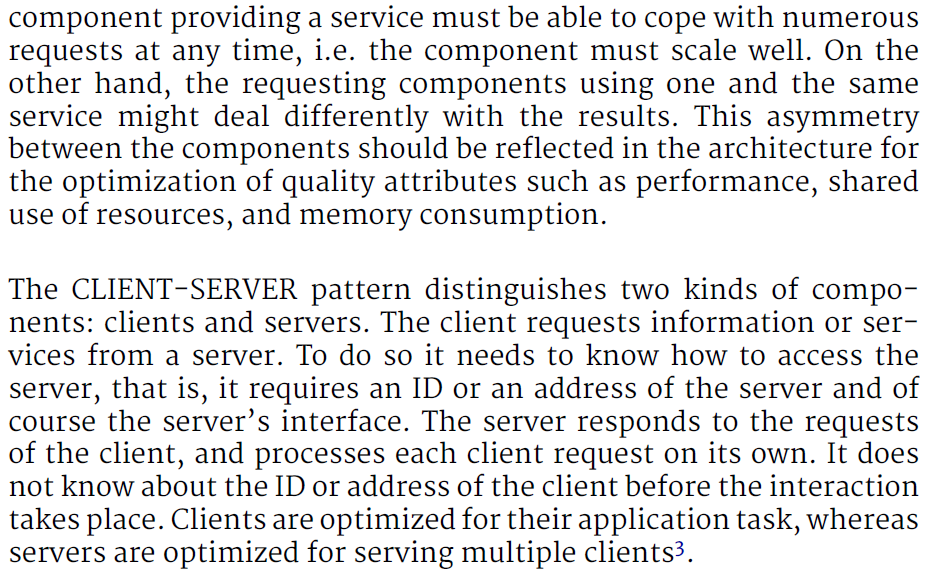 component providing a service must be able to cope with numerous
requests at any time, i.e. the component must scale well. On the
other hand, the requesting components using one and the same
service might deal differently with the results. This asymmetry
between the components should be reflected in the architecture for
the optimization of quality attributes such as performance, shared
use of resources, and memory consumption.
The CLIENT-SERVER pattern distinguishes two kinds of compo-
nents: clients and servers. The client requests information or ser-
vices from a server. To do so it needs to know how to access the
server, that is, it requires an ID or an address of the server and of
course the server’s interface. The server responds to the requests
of the client, and processes each client request on its own. It does
not know about the ID or address of the client before the interaction
takes place. Clients are optimized for their application task, whereas
servers are optimized for serving multiple clients³.